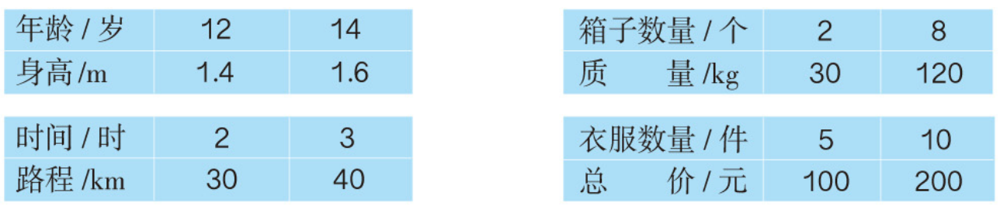 年龄 / 岁 12 14
身高 /m 1.4 1.6
箱子数量 / 个 2 8
质 量 /kg 30 120
时间 / 时 2 3
路程 /km 30 40
衣服数量 / 件 5 10
总 价 / 元 100 200